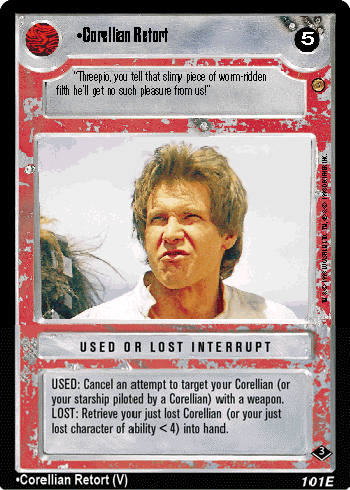 •Corellian Retort
5
"Threepio, you tell that slimy piece of worm-ridden
filth he'll get no such pleasure from us!"
USED OR LOST INTERRUPT
USED: Cancel an attempt to target your Corellian (or
your starship piloted by a Corellian) with a weapon.
LOST: Retrieve your just lost Corellian (or your just
lost character of ability < 4) into hand.
3
•Corellian Retort (V)
101E